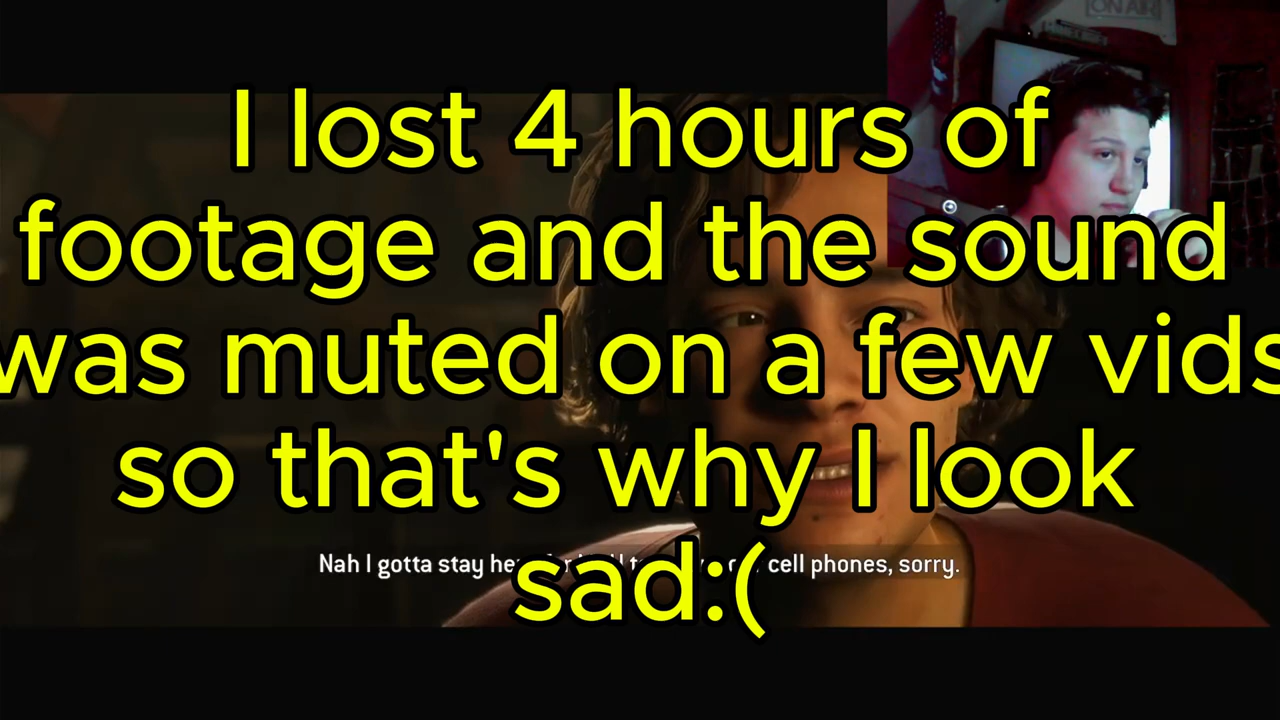 ON AIR
I lost 4 hours of
footage and the sound
was muted on a few vids
so that's why I look
sad:(
Nah I gotta stay cell phones, sorry.